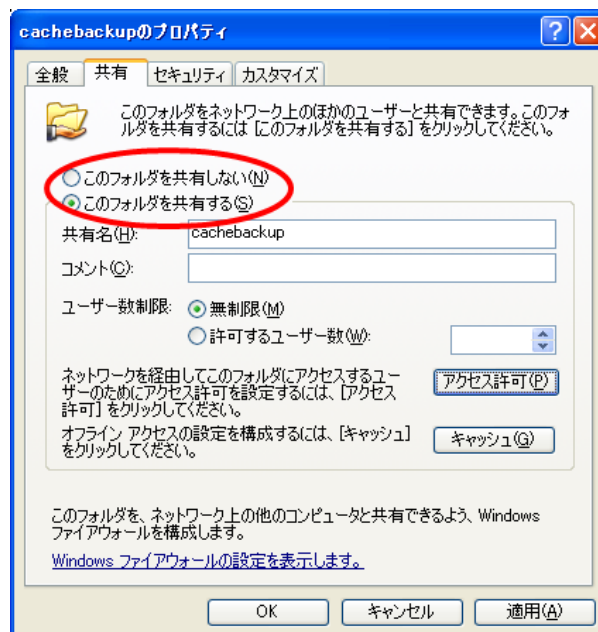 cachebackupのプロパティ
全般 共有 セキュリティ カスタマイズ
このフォルダをネットワーク上のほかのユーザーと共有できます。このフォ
ルダを共有するには [このフォルダを共有する] をクリックしてください。
このフォルダを共有しない(N)
このフォルダを共有する(S)
共有名(H): cachebackup
コメント(C):
ユーザー数制限: 無制限(M)
許可するユーザー数(W):
ネットワークを経由してこのフォルダにアクセスするユー
ザーのためにアクセス許可を設定するには、[アクセス
許可] をクリックしてください。
アクセス許可(P)
オフライン アクセスの設定を構成するには、[キャッシュ]
をクリックしてください。
キャッシュ(G)
このフォルダを、ネットワーク上の他のコンピュータと共有できるよう、Windows
ファイアウォールを構成します。
Windows ファイアウォールの設定を表示します。
OK キャンセル 適用(A)